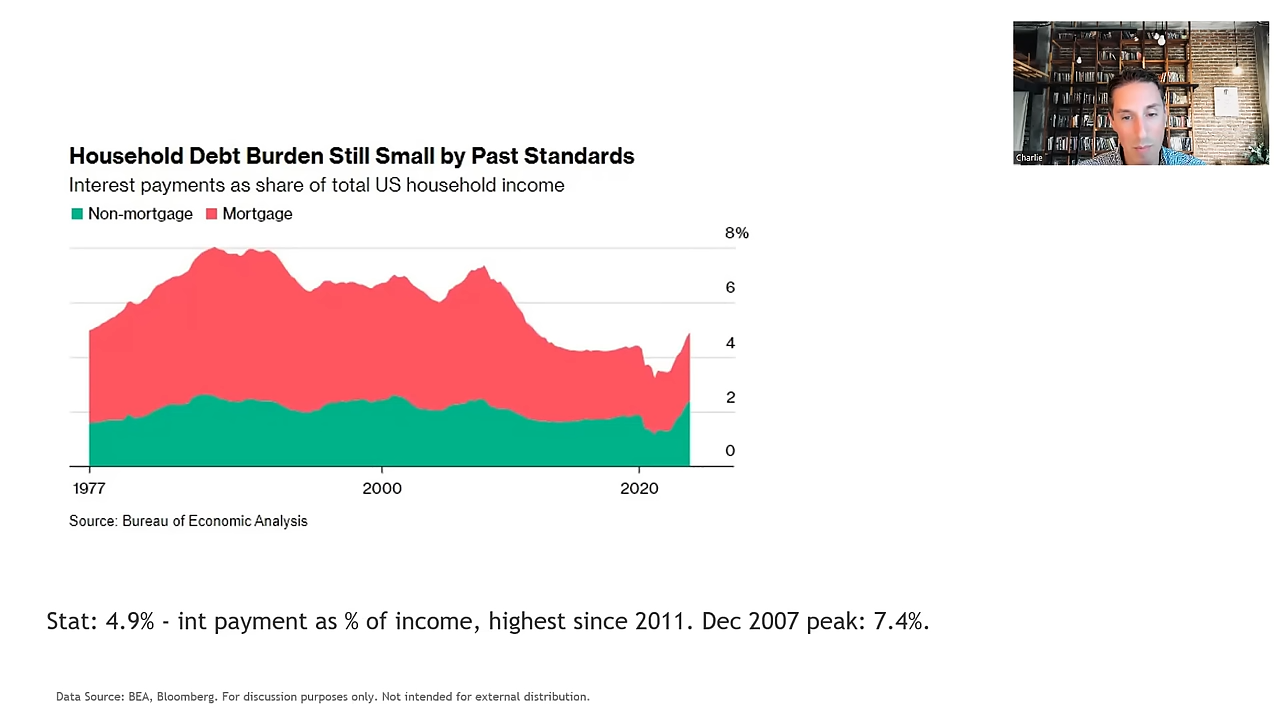 Charlie
Household Debt Burden Still Small by Past Standards
Interest payments as share of total US household income
Non-mortgage Mortgage
8%
6
4
2
0
1977 2000 2020
Source: Bureau of Economic Analysis
Stat: 4.9% - int payment as % of income, highest since 2011. Dec 2007 peak: 7.4%.
Data Source: BEA, Bloomberg. For discussion purposes only. Not intended for external distribution.